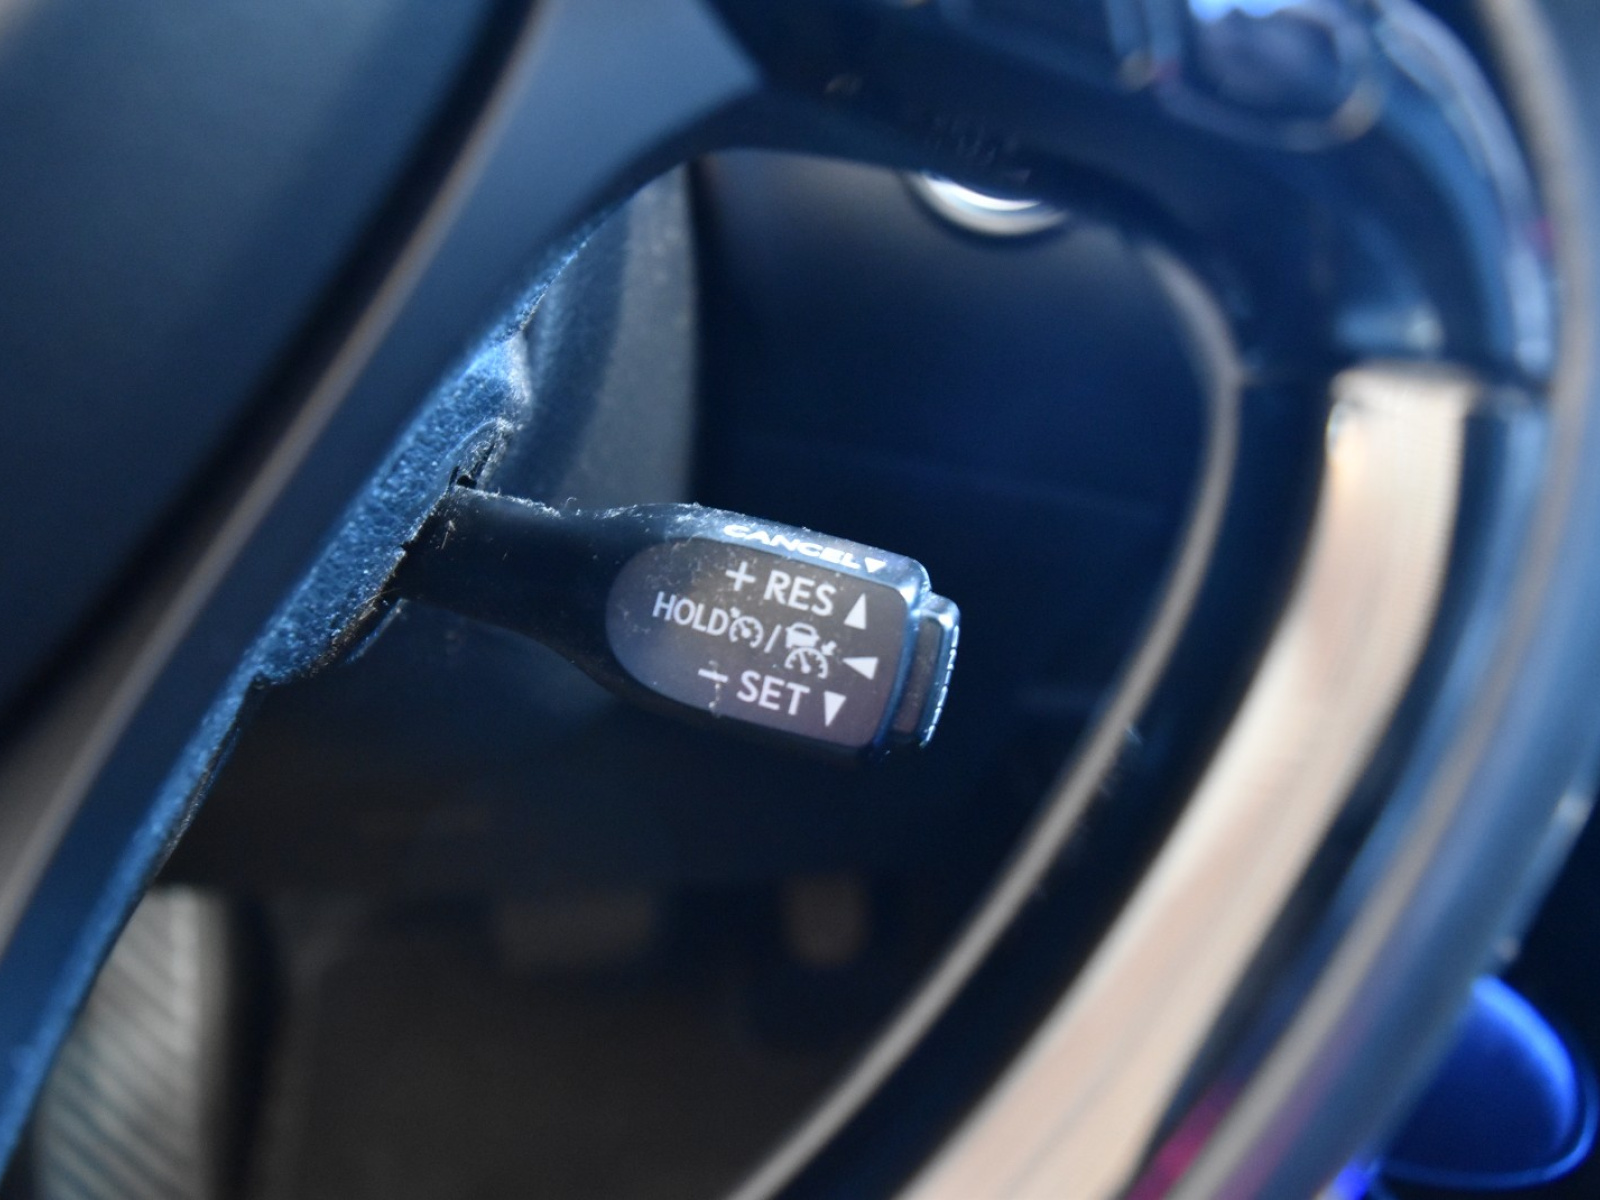 CANCEL▼
+ RES ▲
HOLD / ◀
− SET ▼